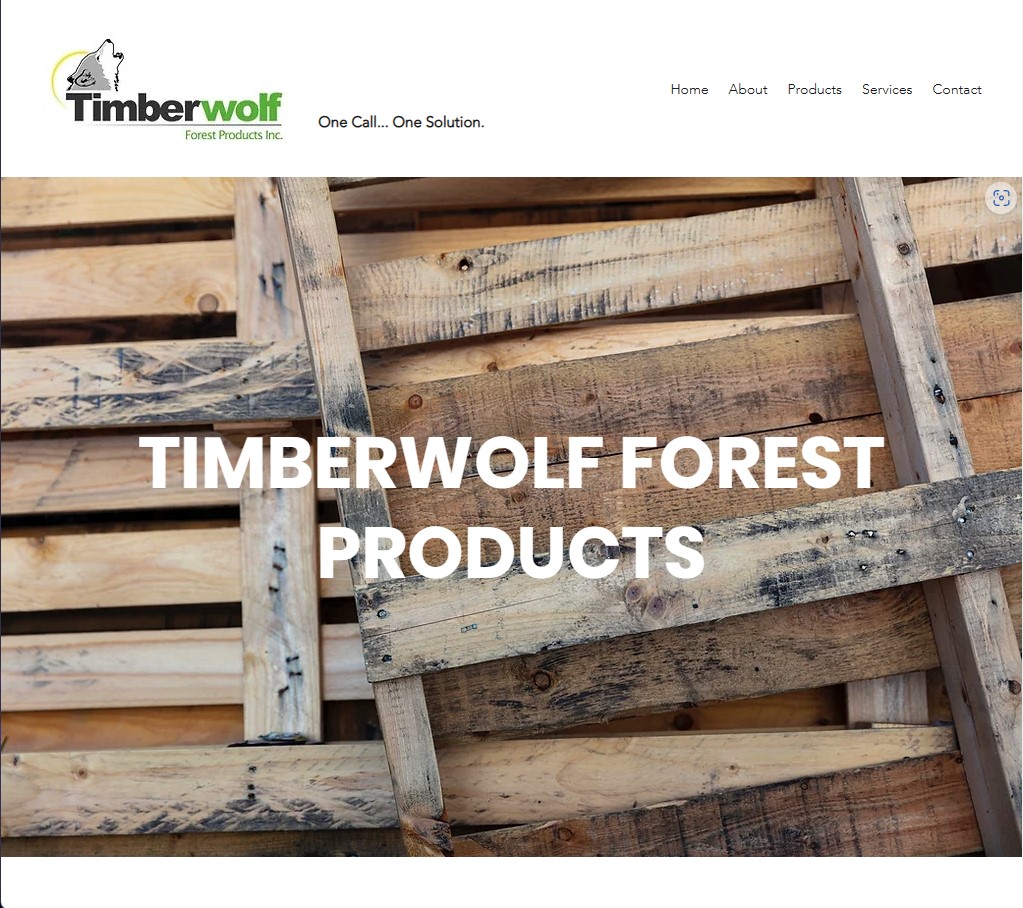 Timberwolf
Forest Products Inc.
One Call... One Solution.
Home About Products Services Contact
TIMBERWOLF FOREST
PRODUCTS